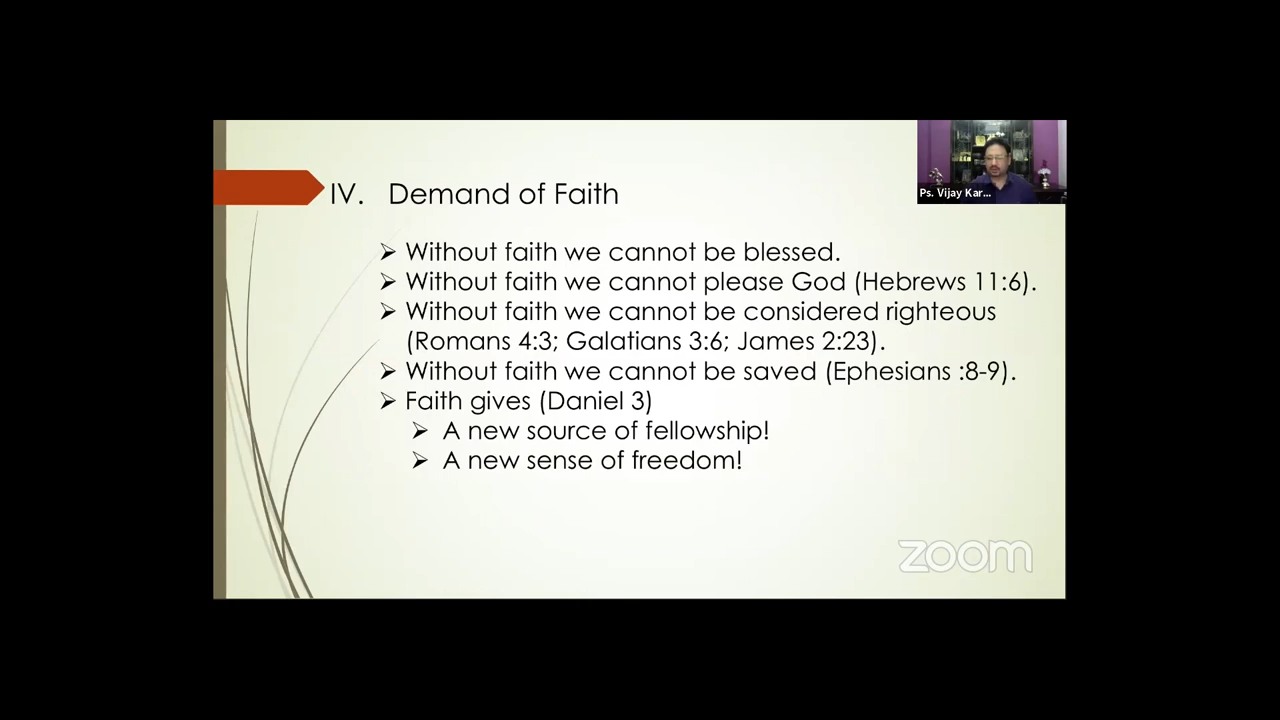 Ps. Vijay Kar...
IV. Demand of Faith
➢ Without faith we cannot be blessed.
➢ Without faith we cannot please God (Hebrews 11:6).
➢ Without faith we cannot be considered righteous
(Romans 4:3; Galatians 3:6; James 2:23).
➢ Without faith we cannot be saved (Ephesians :8-9).
➢ Faith gives (Daniel 3)
➢ A new source of fellowship!
➢ A new sense of freedom!
zoom